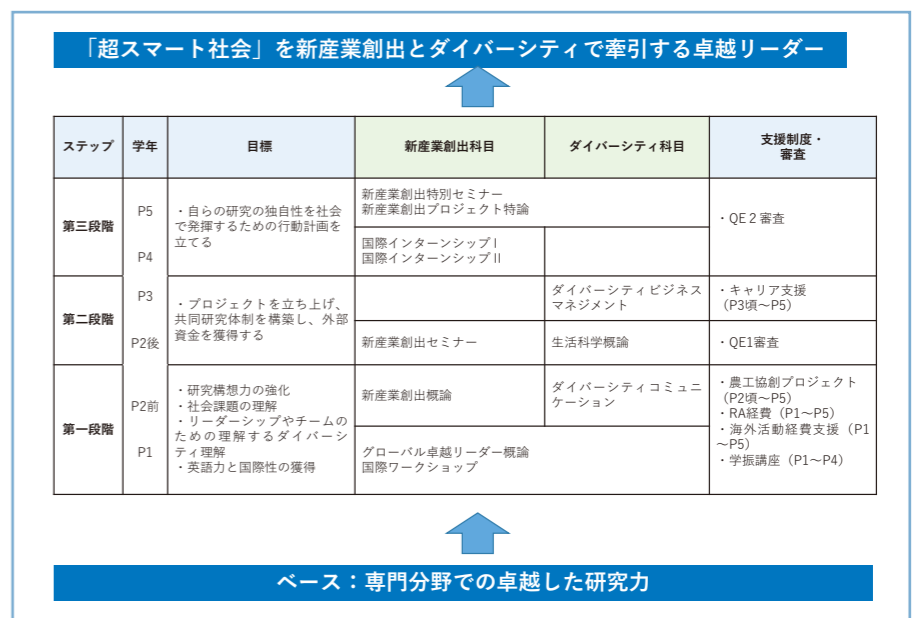 「超スマート社会」を新産業創出とダイバーシティで牽引する卓越リーダー
ステップ
学年
目標
新産業創出科目
ダイバーシティ科目
支援制度・
審査
第三段階
P5
P4
・自らの研究の独自性を社会
で発揮するための行動計画を
立てる
新産業創出特別セミナー
新産業創出プロジェクト特論
国際インターンシップⅠ
国際インターンシップⅡ
・QE２審査
第二段階
P3
P2後
・プロジェクトを立ち上げ、
共同研究体制を構築し、外部
資金を獲得する
ダイバーシティビジネス
マネジメント
・キャリア支援
（P3頃～P5）
新産業創出セミナー
生活科学概論
・QE1審査
第一段階
P2前
P1
・研究構想力の強化
・社会課題の理解
・リーダーシップやチームの
ための理解するダイバーシ
ティ理解
・英語力と国際性の獲得
新産業創出概論
ダイバーシティコミュニ
ケーション
グローバル卓越リーダー概論
国際ワークショップ
・農工協創プロジェクト
（P2頃～P5）
・RA経費（P1～P5）
・海外活動経費支援（P1
～P5）
・学振講座（P1～P4）
ベース：専門分野での卓越した研究力